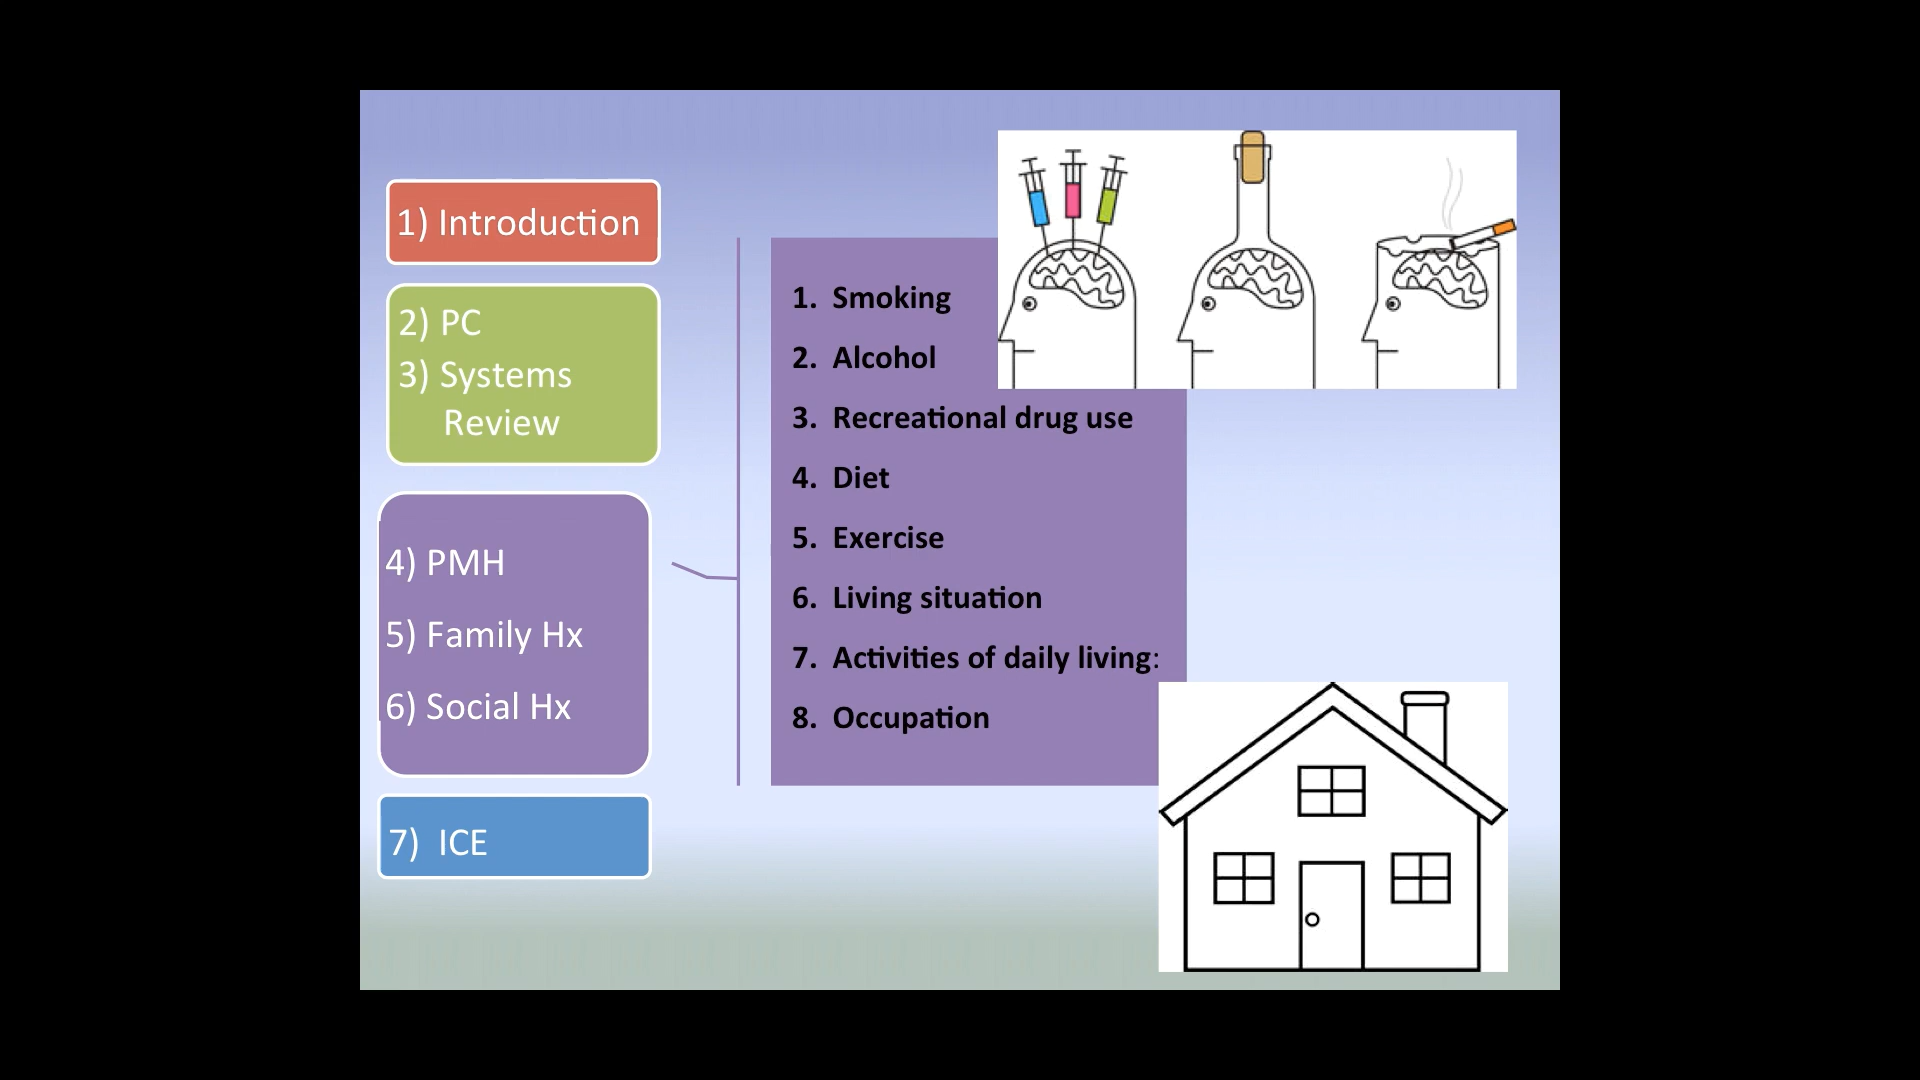 1) Introduction
2) PC
3) Systems
Review
4) PMH
5) Family Hx
6) Social Hx
7) ICE
1. Smoking
2. Alcohol
3. Recreational drug use
4. Diet
5. Exercise
6. Living situation
7. Activities of daily living:
8. Occupation